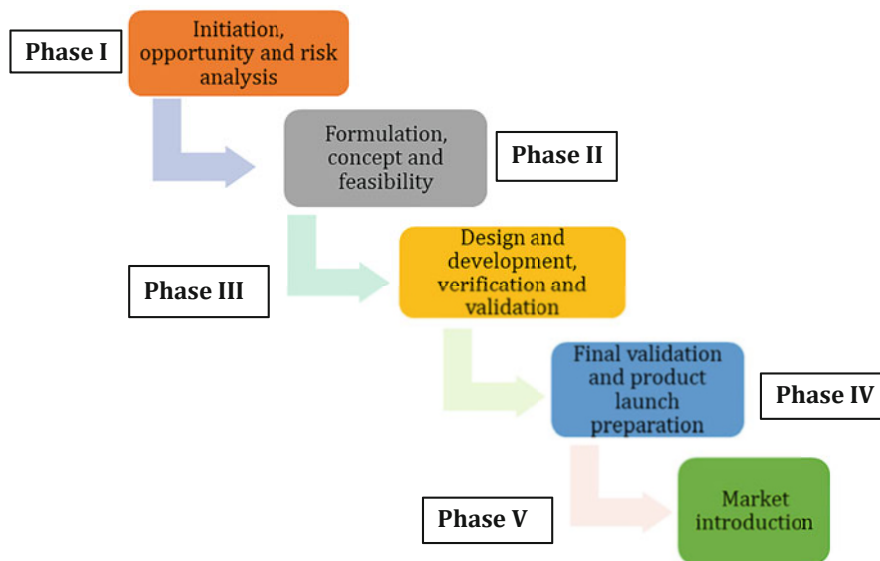 Phase I
Initiation,
opportunity and risk
analysis
Formulation,
concept and
feasibility
Phase II
Phase III
Design and
development,
verification and
validation
Final validation
and product
launch
preparation
Phase IV
Phase V
Market
introduction